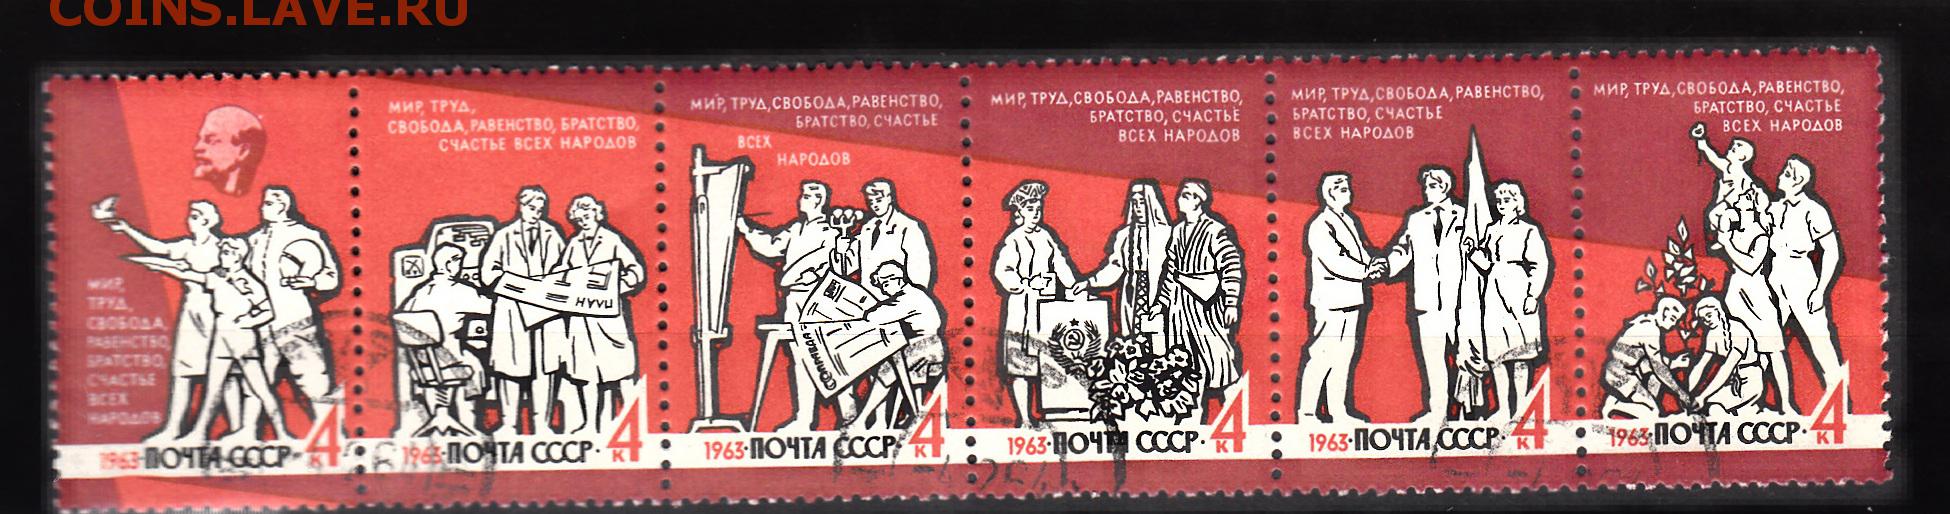 COINS.LAVE.RU
МИР,
ТРУД,
СВОБОДА,
РАВЕНСТВО,
БРАТСТВО,
СЧАСТЬЕ
ВСЕХ
НАРОДОВ
1963·ПОЧТА СССР· 4 К
МИР, ТРУД,
СВОБОДА, РАВЕНСТВО, БРАТСТВО,
СЧАСТЬЕ ВСЕХ НАРОДОВ
ПЛАН
1963·ПОЧТА СССР· 4 К
МИР, ТРУД, СВОБОДА, РАВЕНСТВО,
БРАТСТВО, СЧАСТЬЕ
ВСЕХ
НАРОДОВ
1963·ПОЧТА СССР· 4 К
МИР, ТРУД, СВОБОДА, РАВЕНСТВО,
БРАТСТВО, СЧАСТЬЕ
ВСЕХ НАРОДОВ
1963·ПОЧТА СССР· 4 К
МИР, ТРУД, СВОБОДА, РАВЕНСТВО,
БРАТСТВО, СЧАСТЬЕ
ВСЕХ НАРОДОВ
1963·ПОЧТА СССР· 4 К
МИР, ТРУД, СВОБОДА, РАВЕНСТВО,
БРАТСТВО, СЧАСТЬЕ
ВСЕХ НАРОДОВ
1963·ПОЧТА СССР· 4 К